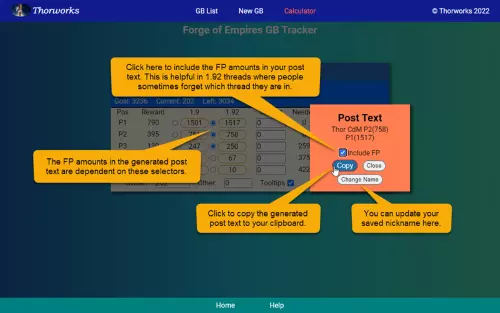 Thorworks
GB List New GB Calculator
© Thorworks 2022
Forge of Empires GB Tracker
Click here to include the FP amounts in your post
text. This is helpful in 1.92 threads where people
sometimes forget which thread they are in.
Goal: 3236 Current: 202 Left: 3034
Pos Reward 1.9 1.92 Neede
P1 790 1501 1517 0
P2 395 758 0
P3 247 250 0 259
67 0 375
10 0 422
Other: 0 Tooltips
The FP amounts in the generated post
text are dependent on these selectors.
Post Text
Thor CdM P2(758)
P1(1517)
Include FP
Copy Close
Change Name
Click to copy the generated
post text to your clipboard.
You can update your
saved nickname here.
Home Help